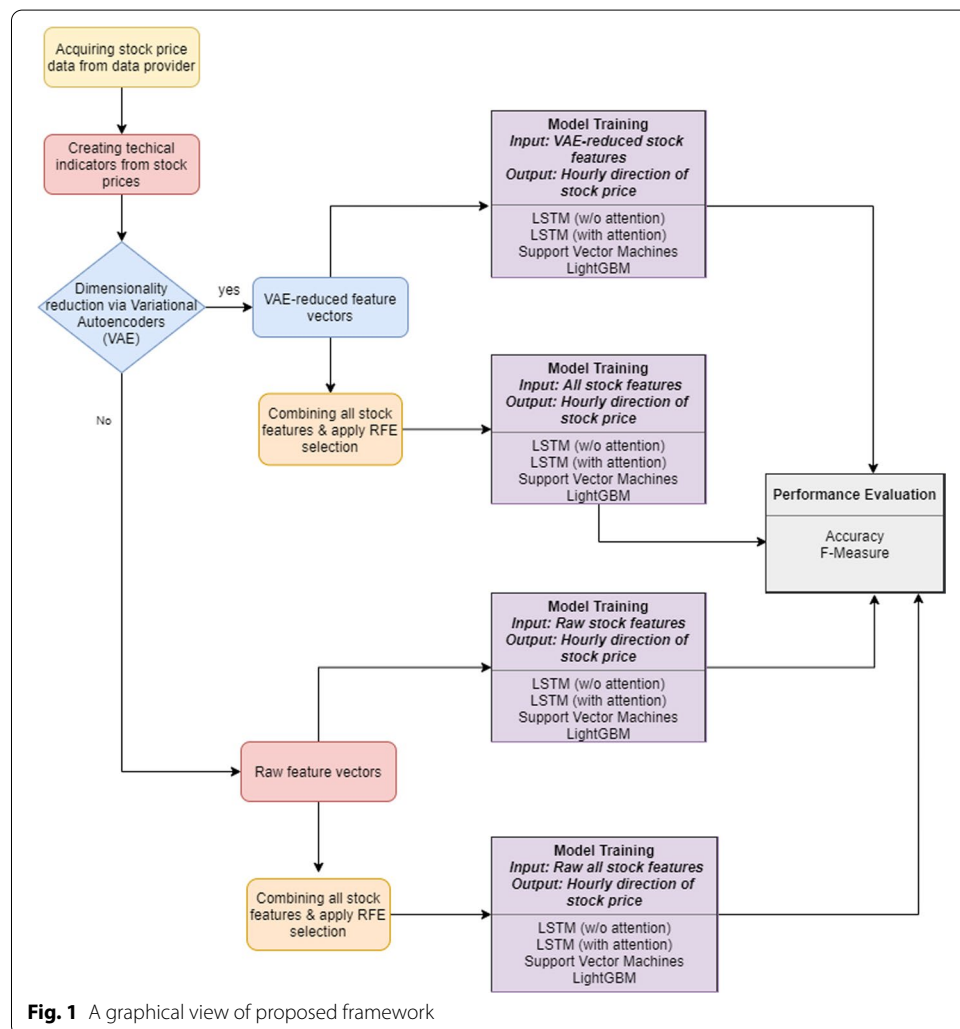 Acquiring stock price
data from data provider
Creating techical
indicators from stock
prices
Dimensionality
reduction via Variational
Autoencoders
(VAE)
yes
No
VAE-reduced feature
vectors
Combining all stock
features & apply RFE
selection
Model Training
Input: VAE-reduced stock
features
Output: Hourly direction of
stock price
LSTM (w/o attention)
LSTM (with attention)
Support Vector Machines
LightGBM
Model Training
Input: All stock features
Output: Hourly direction of
stock price
LSTM (w/o attention)
LSTM (with attention)
Support Vector Machines
LightGBM
Performance Evaluation
Accuracy
F-Measure
Model Training
Input: Raw stock features
Output: Hourly direction of
stock price
LSTM (w/o attention)
LSTM (with attention)
Support Vector Machines
LightGBM
Raw feature vectors
Combining all stock
features & apply RFE
selection
Model Training
Input: Raw all stock features
Output: Hourly direction of
stock price
LSTM (w/o attention)
LSTM (with attention)
Support Vector Machines
LightGBM
Fig. 1 A graphical view of proposed framework